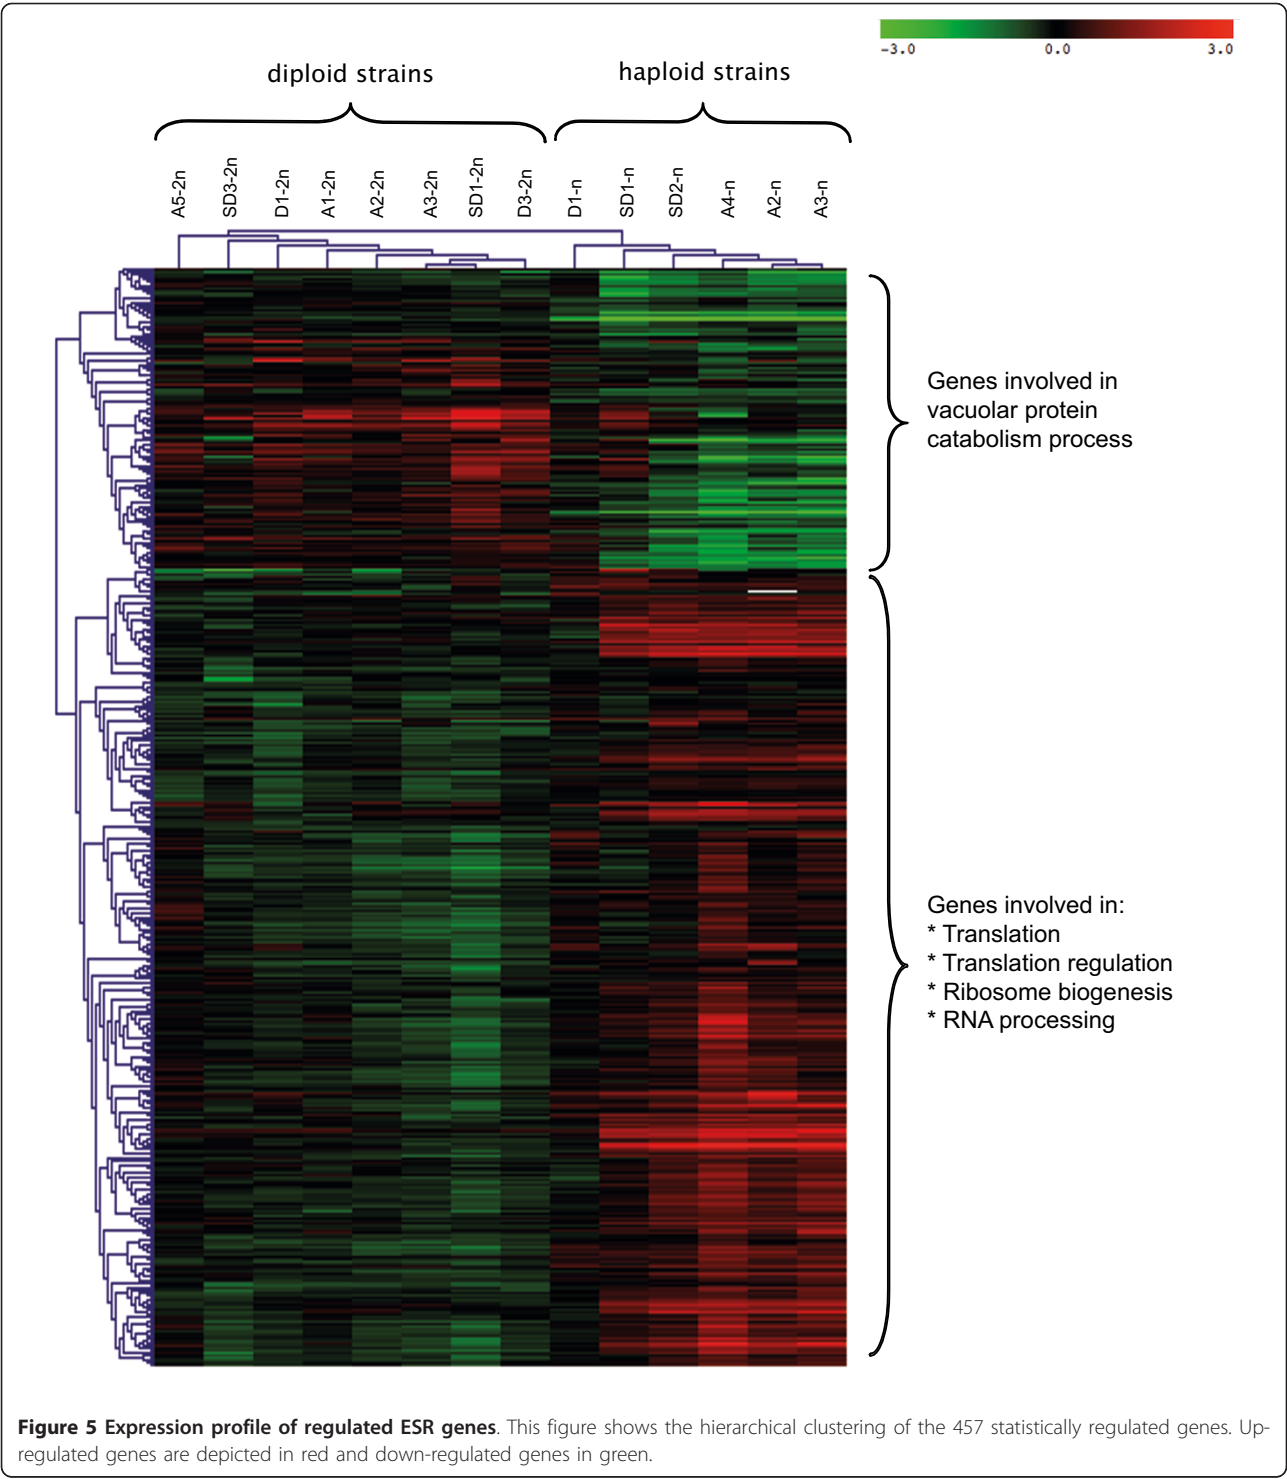 -3.0 0.0 3.0
diploid strains haploid strains
A5-2n SD3-2n D1-2n A1-2n A2-2n A3-2n SD1-2n D3-2n D1-n SD1-n SD2-n A4-n A2-n A3-n
Genes involved in
vacuolar protein
catabolism process
Genes involved in:
* Translation
* Translation regulation
* Ribosome biogenesis
* RNA processing
Figure 5 Expression profile of regulated ESR genes. This figure shows the hierarchical clustering of the 457 statistically regulated genes. Up-
regulated genes are depicted in red and down-regulated genes in green.